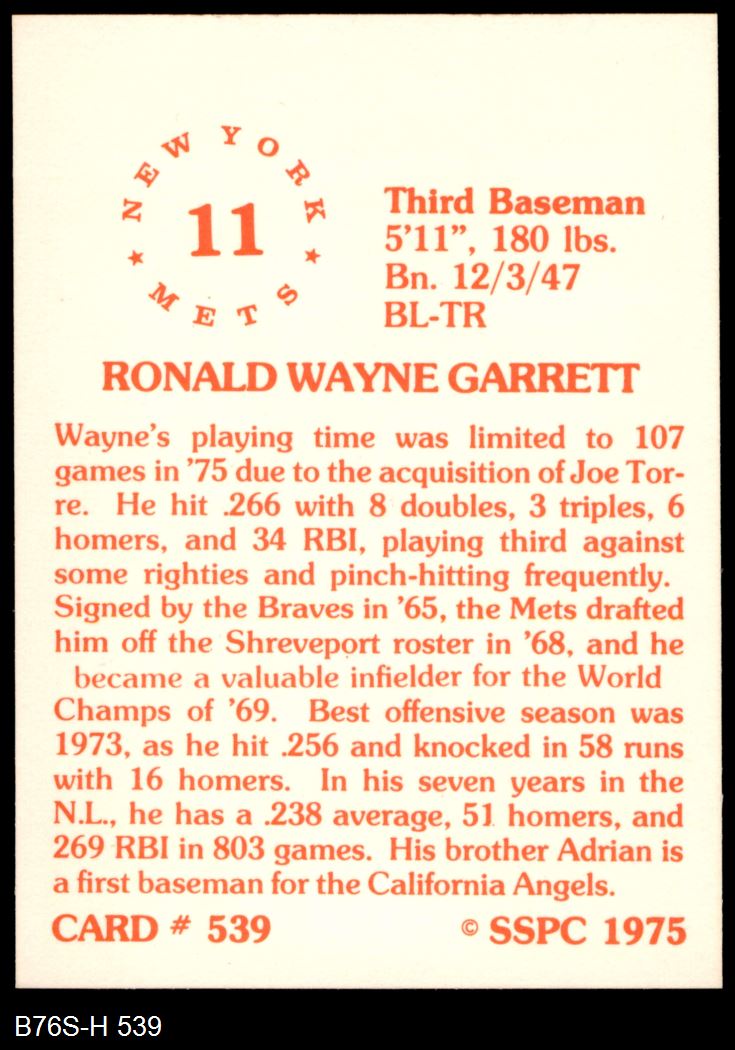 NEW YORK
★ 11 ★
METS
Third Baseman
5'11", 180 lbs.
Bn. 12/3/47
BL-TR
RONALD WAYNE GARRETT
Wayne's playing time was limited to 107
games in '75 due to the acquisition of Joe Tor-
re. He hit .266 with 8 doubles, 3 triples, 6
homers, and 34 RBI, playing third against
some righties and pinch-hitting frequently.
Signed by the Braves in '65, the Mets drafted
him off the Shreveport roster in '68, and he
became a valuable infielder for the World
Champs of '69. Best offensive season was
1973, as he hit .256 and knocked in 58 runs
with 16 homers. In his seven years in the
N.L., he has a .238 average, 51 homers, and
269 RBI in 803 games. His brother Adrian is
a first baseman for the California Angels.
CARD # 539 © SSPC 1975
B76S-H 539